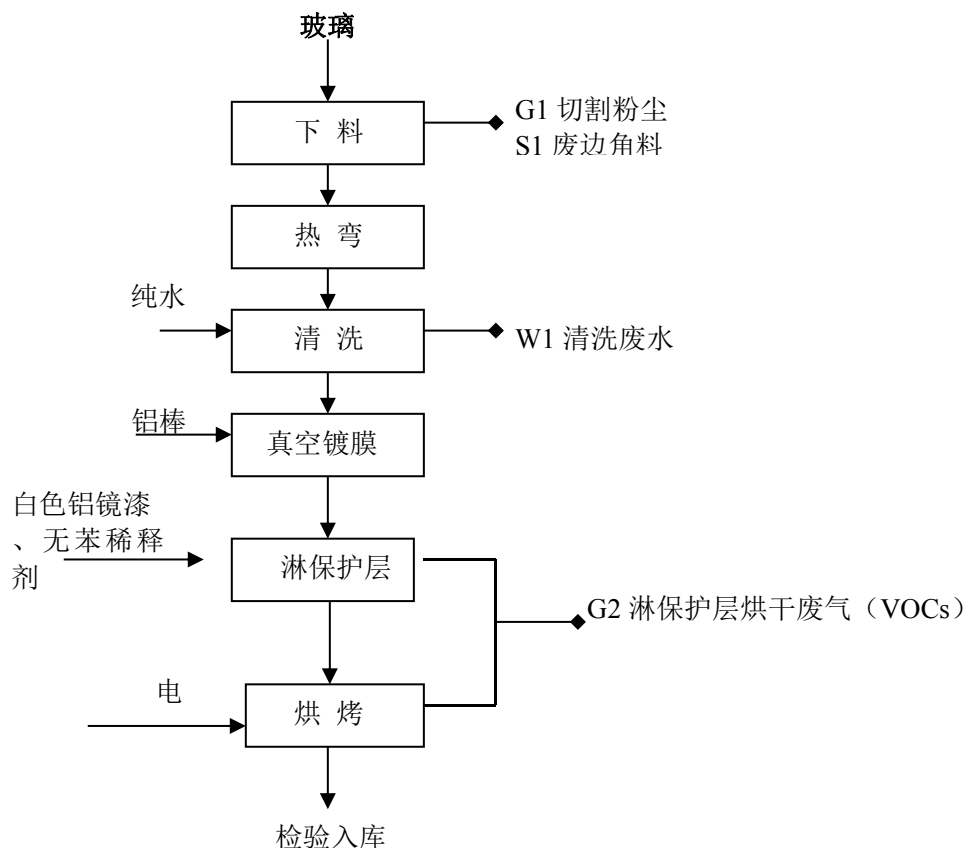 玻璃
下 料
G1 切割粉尘
S1 废边角料
热 弯
纯水
清 洗
W1 清洗废水
铝棒
真空镀膜
白色铝镜漆
、无苯稀释
剂
淋保护层
G2 淋保护层烘干废气（VOCs）
电
烘 烤
检验入库